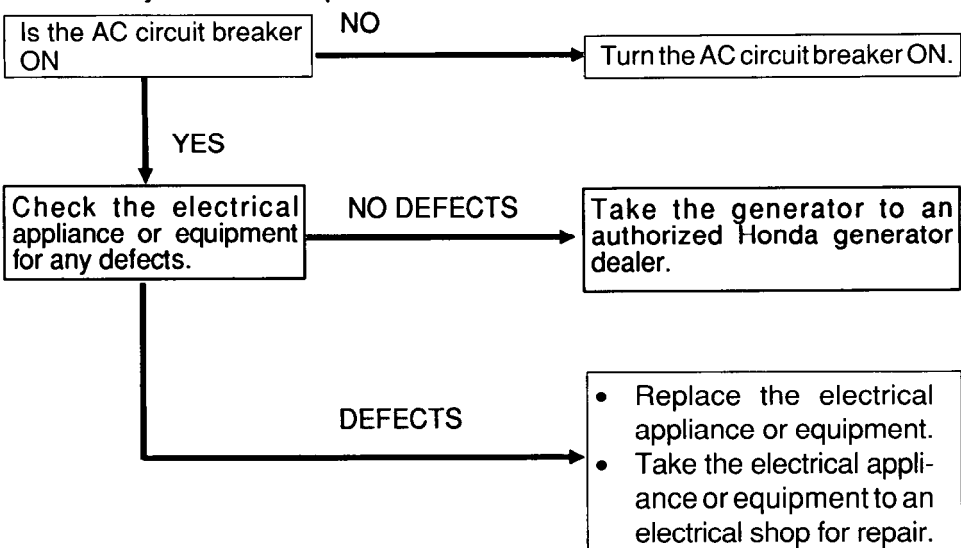 Is the AC circuit breaker
ON
NO
Turn the AC circuit breaker ON.
YES
Check the electrical
appliance or equipment
for any defects.
NO DEFECTS
Take the generator to an
authorized Honda generator
dealer.
DEFECTS
• Replace the electrical
appliance or equipment.
• Take the electrical appli-
ance or equipment to an
electrical shop for repair.